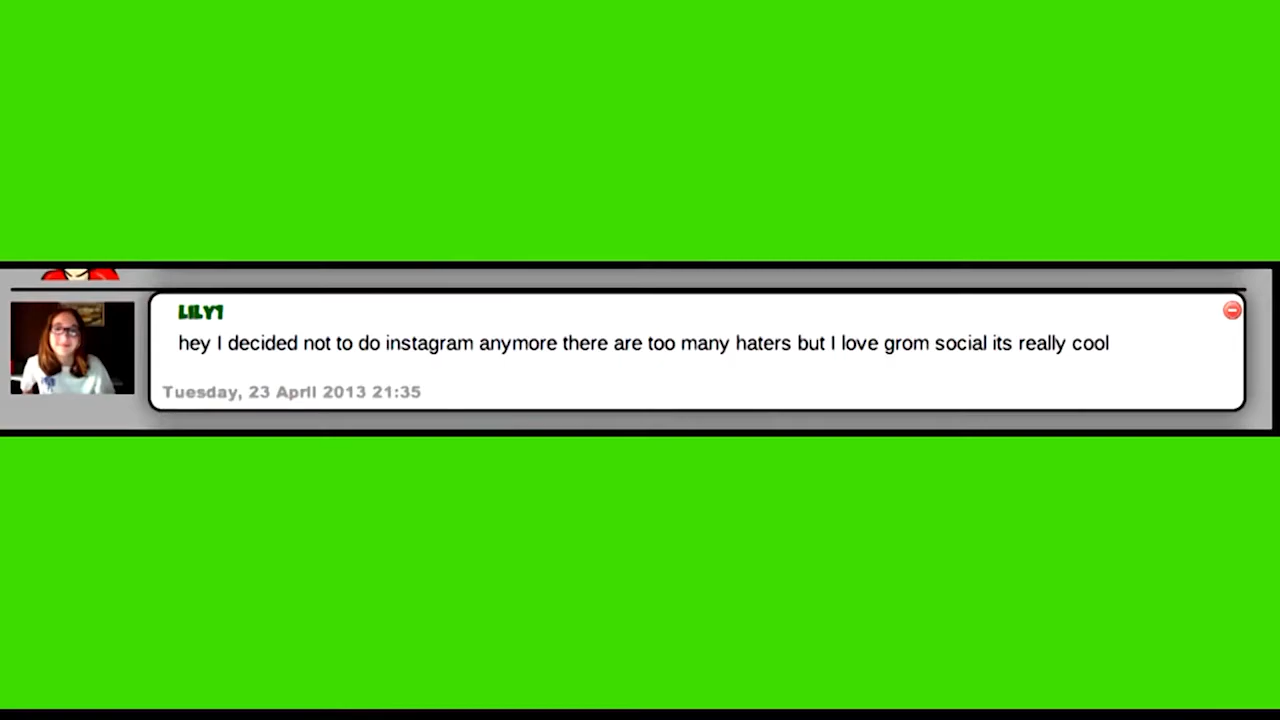 LILY1
hey I decided not to do instagram anymore there are too many haters but I love grom social its really cool
Tuesday, 23 April 2013 21:35